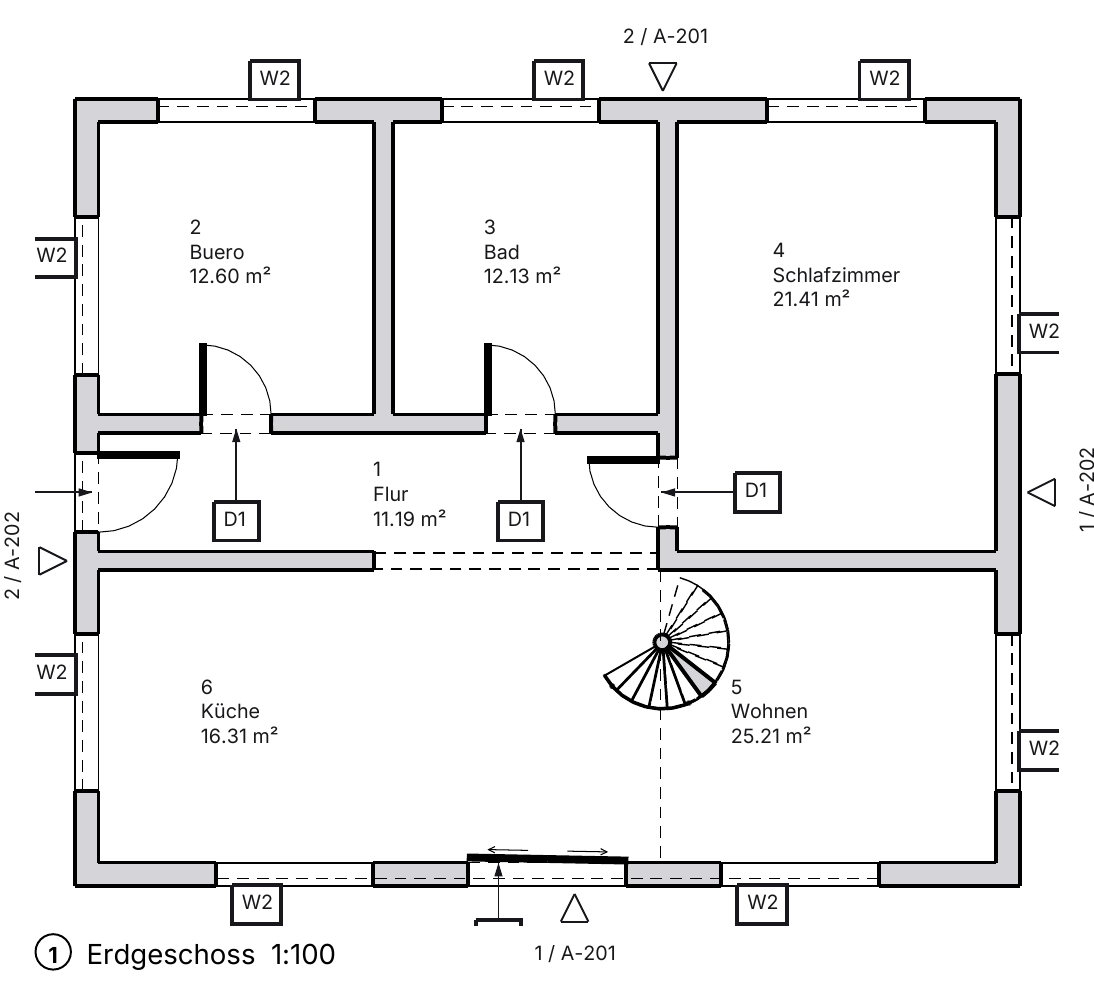 2 / A-201
W2
W2
W2
2
Buero
12.60 m²
3
Bad
12.13 m²
4
Schlafzimmer
21.41 m²
W2
W2
1
Flur
11.19 m²
D1
D1
D1
2 / A-202
1 / A-202
W2
6
Küche
16.31 m²
5
Wohnen
25.21 m²
W2
W2
W2
1 / A-201
1 Erdgeschoss 1:100